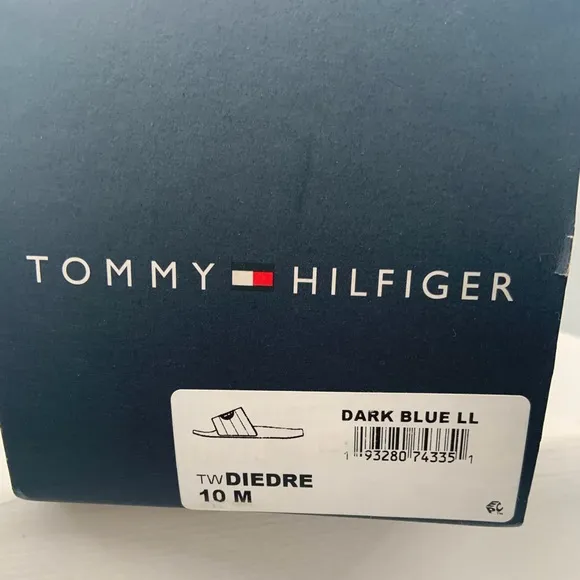 TOMMY HILFIGER
DARK BLUE LL
1 93280 74335 1
TWDIEDRE
10 M